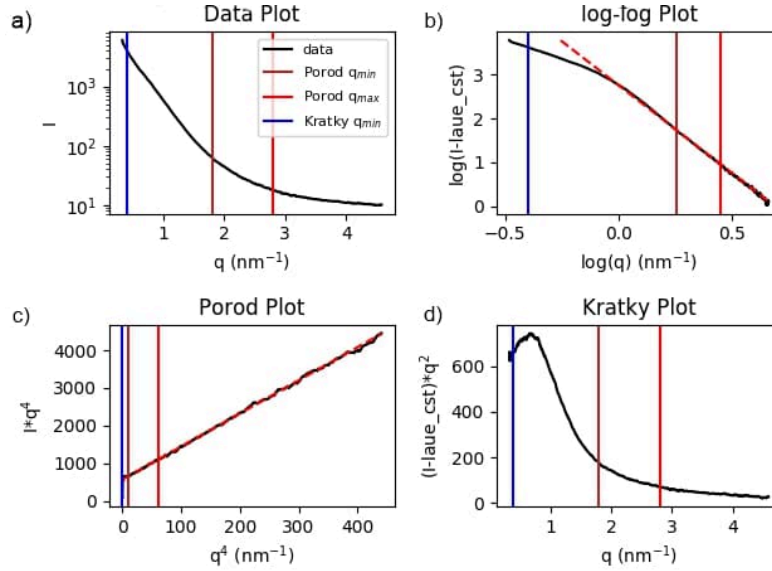 a) Data Plot
I
10³
10²
10¹
data
Porod qmin
Porod qmax
Kratky qmin
1 2 3 4
q (nm⁻¹)
b) log-log Plot
log(I-laue_cst)
3
2
1
0
−0.5 0.0 0.5
log(q) (nm⁻¹)
c) Porod Plot
I*q⁴
4000
3000
2000
1000
0
0 100 200 300 400
q⁴ (nm⁻¹)
d) Kratky Plot
(I-laue_cst)*q²
600
400
200
0
1 2 3 4
q (nm⁻¹)